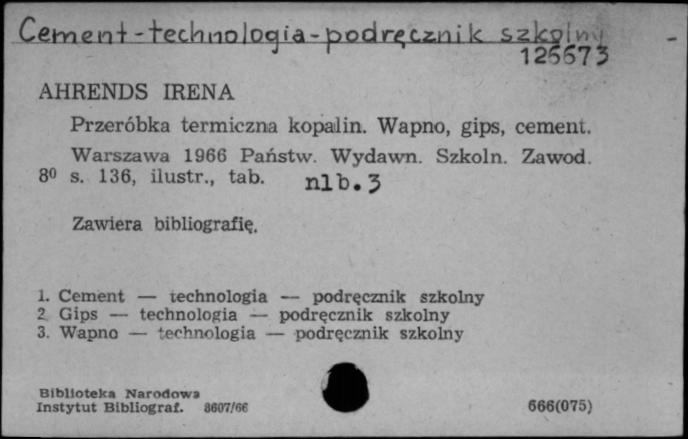 Cement-technologia-podręcznik szkolny
125573
AHRENDS IRENA
Przeróbka termiczna kopalin. Wapno, gips, cement.
Warszawa 1966 Państw. Wydawn. Szkoln. Zawod.
8⁰ s. 136, ilustr., tab. nlb. 3
Zawiera bibliografię.
1. Cement — technologia — podręcznik szkolny
2 Gips — technologia — podręcznik szkolny
3. Wapno — technologia — podręcznik szkolny
Biblioteka Narodowa
Instytut Bibliograf. 8607/66
666(075)